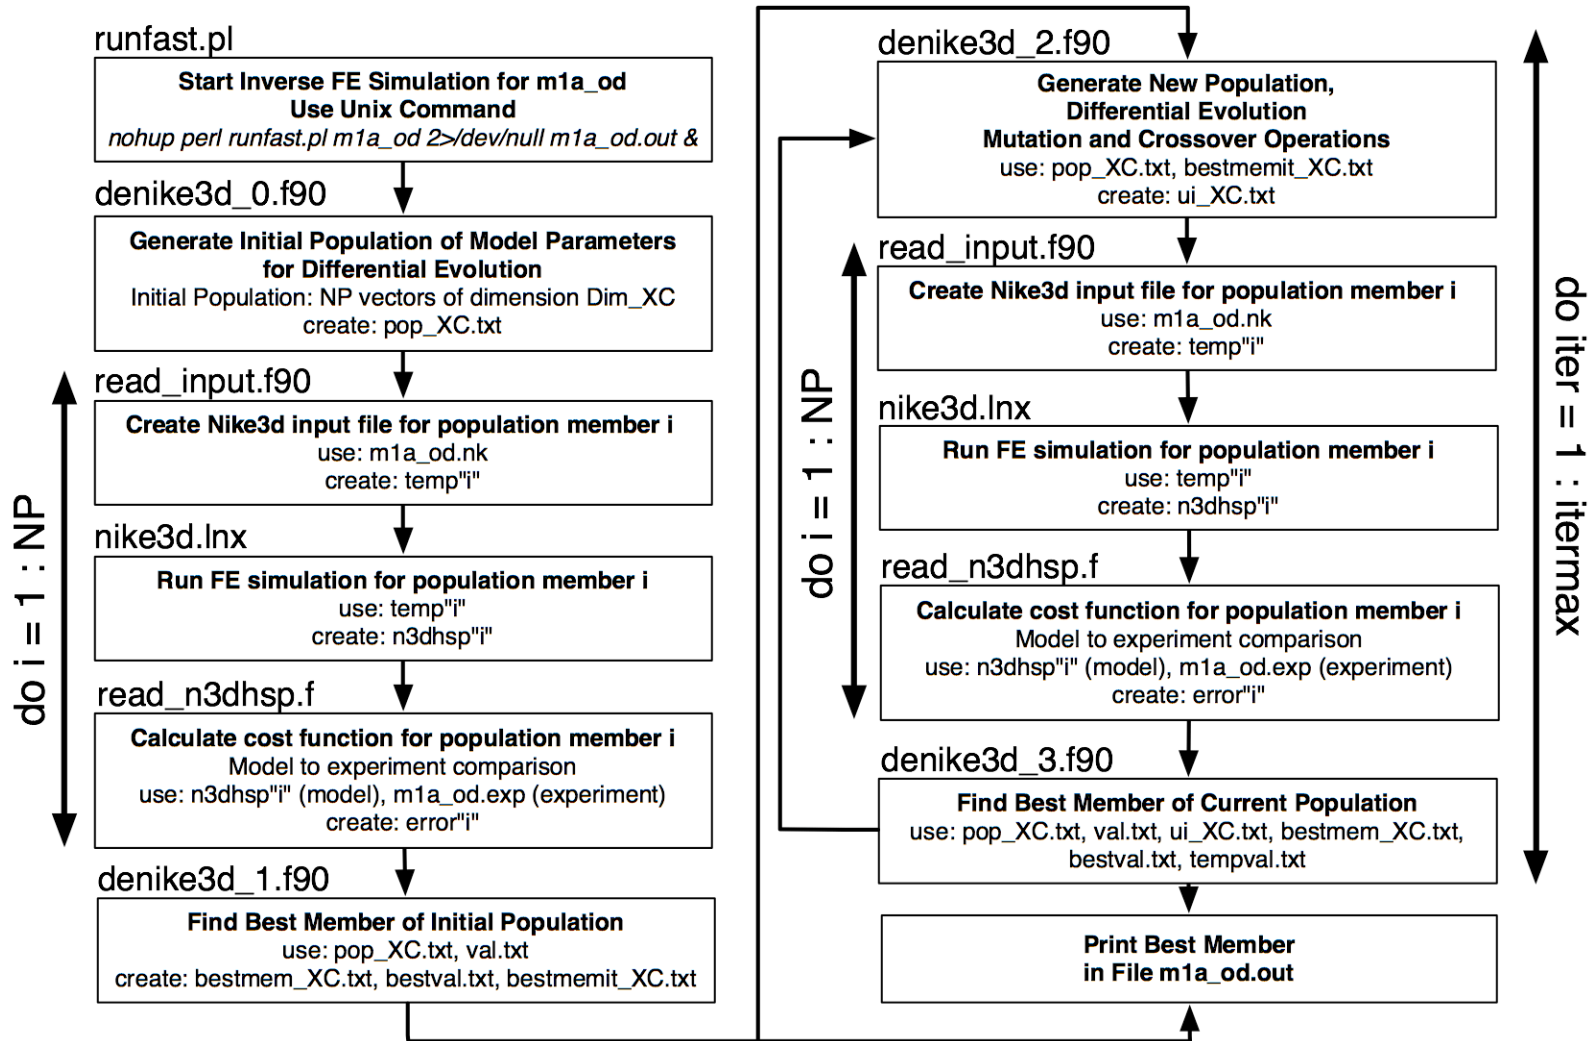 runfast.pl
Start Inverse FE Simulation for m1a_od
Use Unix Command
nohup perl runfast.pl m1a_od 2>/dev/null m1a_od.out &
denike3d_0.f90
Generate Initial Population of Model Parameters
for Differential Evolution
Initial Population: NP vectors of dimension Dim_XC
create: pop_XC.txt
do i = 1 : NP
read_input.f90
Create Nike3d input file for population member i
use: m1a_od.nk
create: temp"i"
nike3d.lnx
Run FE simulation for population member i
use: temp"i"
create: n3dhsp"i"
read_n3dhsp.f
Calculate cost function for population member i
Model to experiment comparison
use: n3dhsp"i" (model), m1a_od.exp (experiment)
create: error"i"
denike3d_1.f90
Find Best Member of Initial Population
use: pop_XC.txt, val.txt
create: bestmem_XC.txt, bestval.txt, bestmemit_XC.txt
denike3d_2.f90
Generate New Population,
Differential Evolution
Mutation and Crossover Operations
use: pop_XC.txt, bestmemit_XC.txt
create: ui_XC.txt
do i = 1 : NP
read_input.f90
Create Nike3d input file for population member i
use: m1a_od.nk
create: temp"i"
nike3d.lnx
Run FE simulation for population member i
use: temp"i"
create: n3dhsp"i"
read_n3dhsp.f
Calculate cost function for population member i
Model to experiment comparison
use: n3dhsp"i" (model), m1a_od.exp (experiment)
create: error"i"
denike3d_3.f90
Find Best Member of Current Population
use: pop_XC.txt, val.txt, ui_XC.txt, bestmem_XC.txt,
bestval.txt, tempval.txt
Print Best Member
in File m1a_od.out
do iter = 1 : itermax